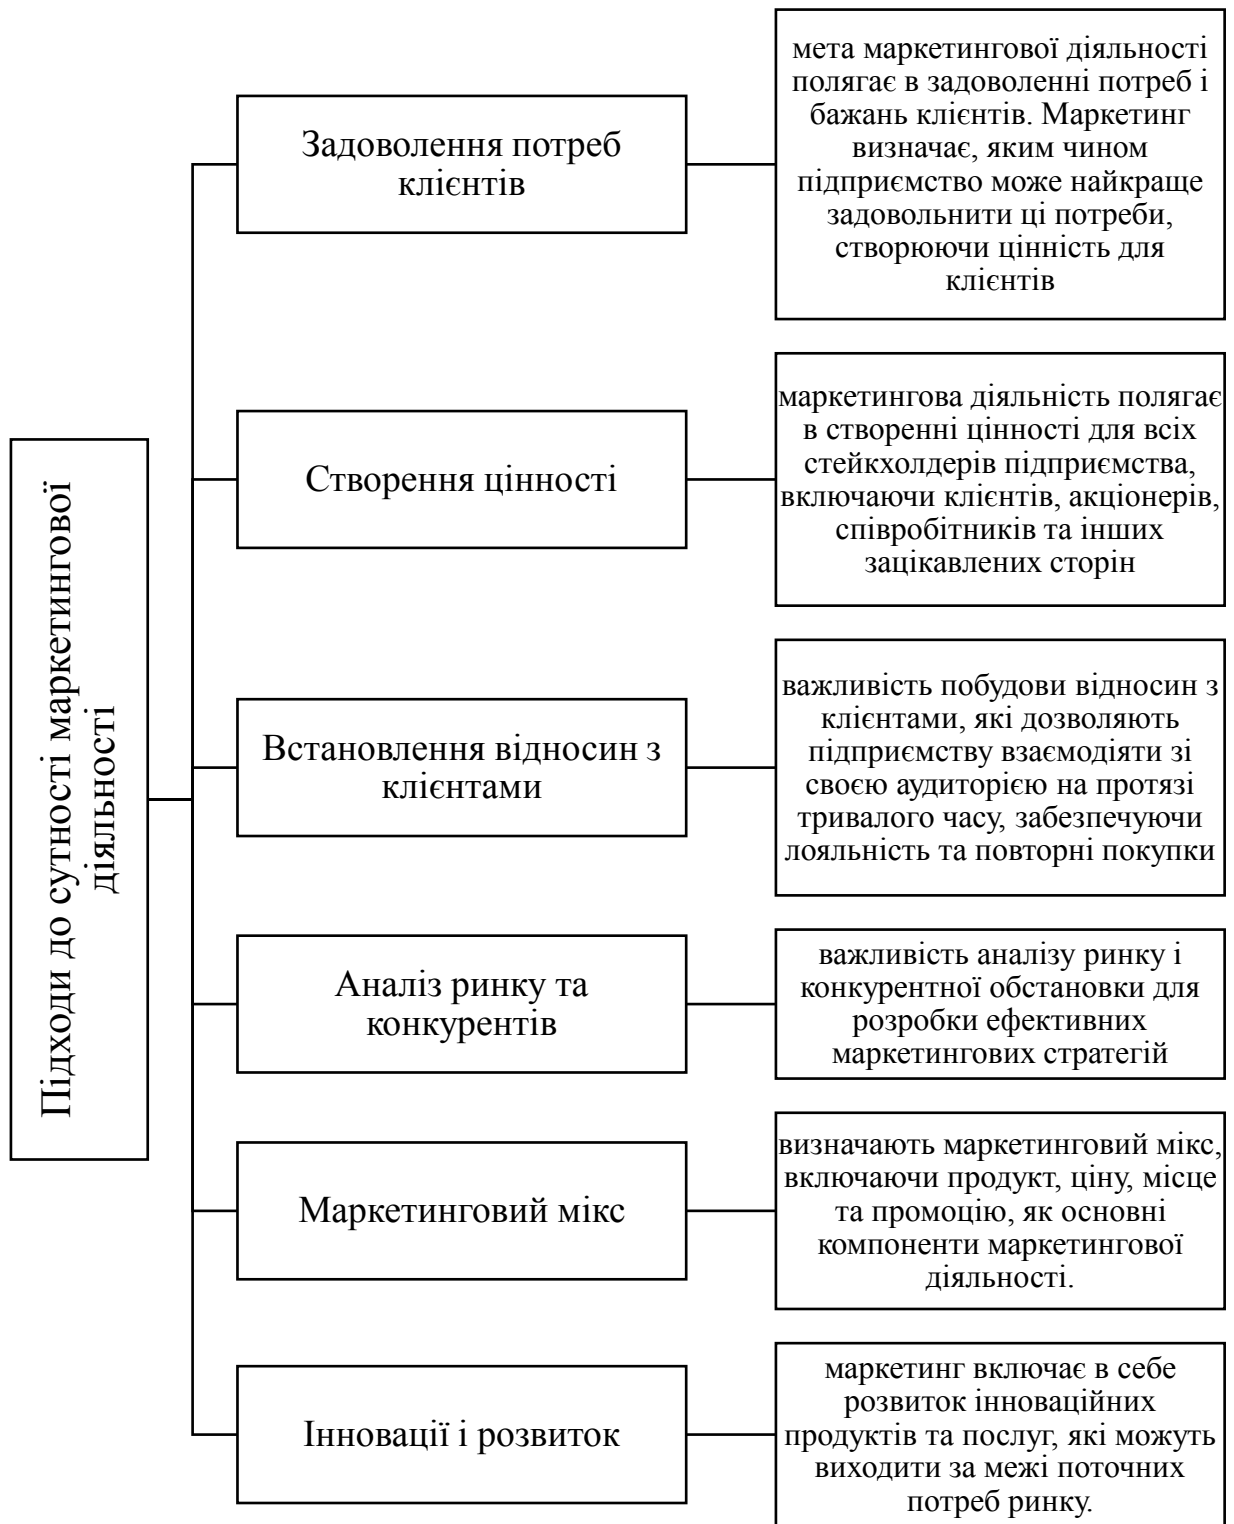 Підходи до сутності маркетингової
діяльності
Задоволення потреб
клієнтів
мета маркетингової діяльності
полягає в задоволенні потреб і
бажань клієнтів. Маркетинг
визначає, яким чином
підприємство може найкраще
задовольнити ці потреби,
створюючи цінність для
клієнтів
Створення цінності
маркетингова діяльність полягає
в створенні цінності для всіх
стейкхолдерів підприємства,
включаючи клієнтів, акціонерів,
співробітників та інших
зацікавлених сторін
Встановлення відносин з
клієнтами
важливість побудови відносин з
клієнтами, які дозволяють
підприємству взаємодіяти зі
своєю аудиторією на протязі
тривалого часу, забезпечуючи
лояльність та повторні покупки
Аналіз ринку та
конкурентів
важливість аналізу ринку і
конкурентної обстановки для
розробки ефективних
маркетингових стратегій
Маркетинговий мікс
визначають маркетинговий мікс,
включаючи продукт, ціну, місце
та промоцію, як основні
компоненти маркетингової
діяльності.
Інновації і розвиток
маркетинг включає в себе
розвиток інноваційних
продуктів та послуг, які можуть
виходити за межі поточних
потреб ринку.